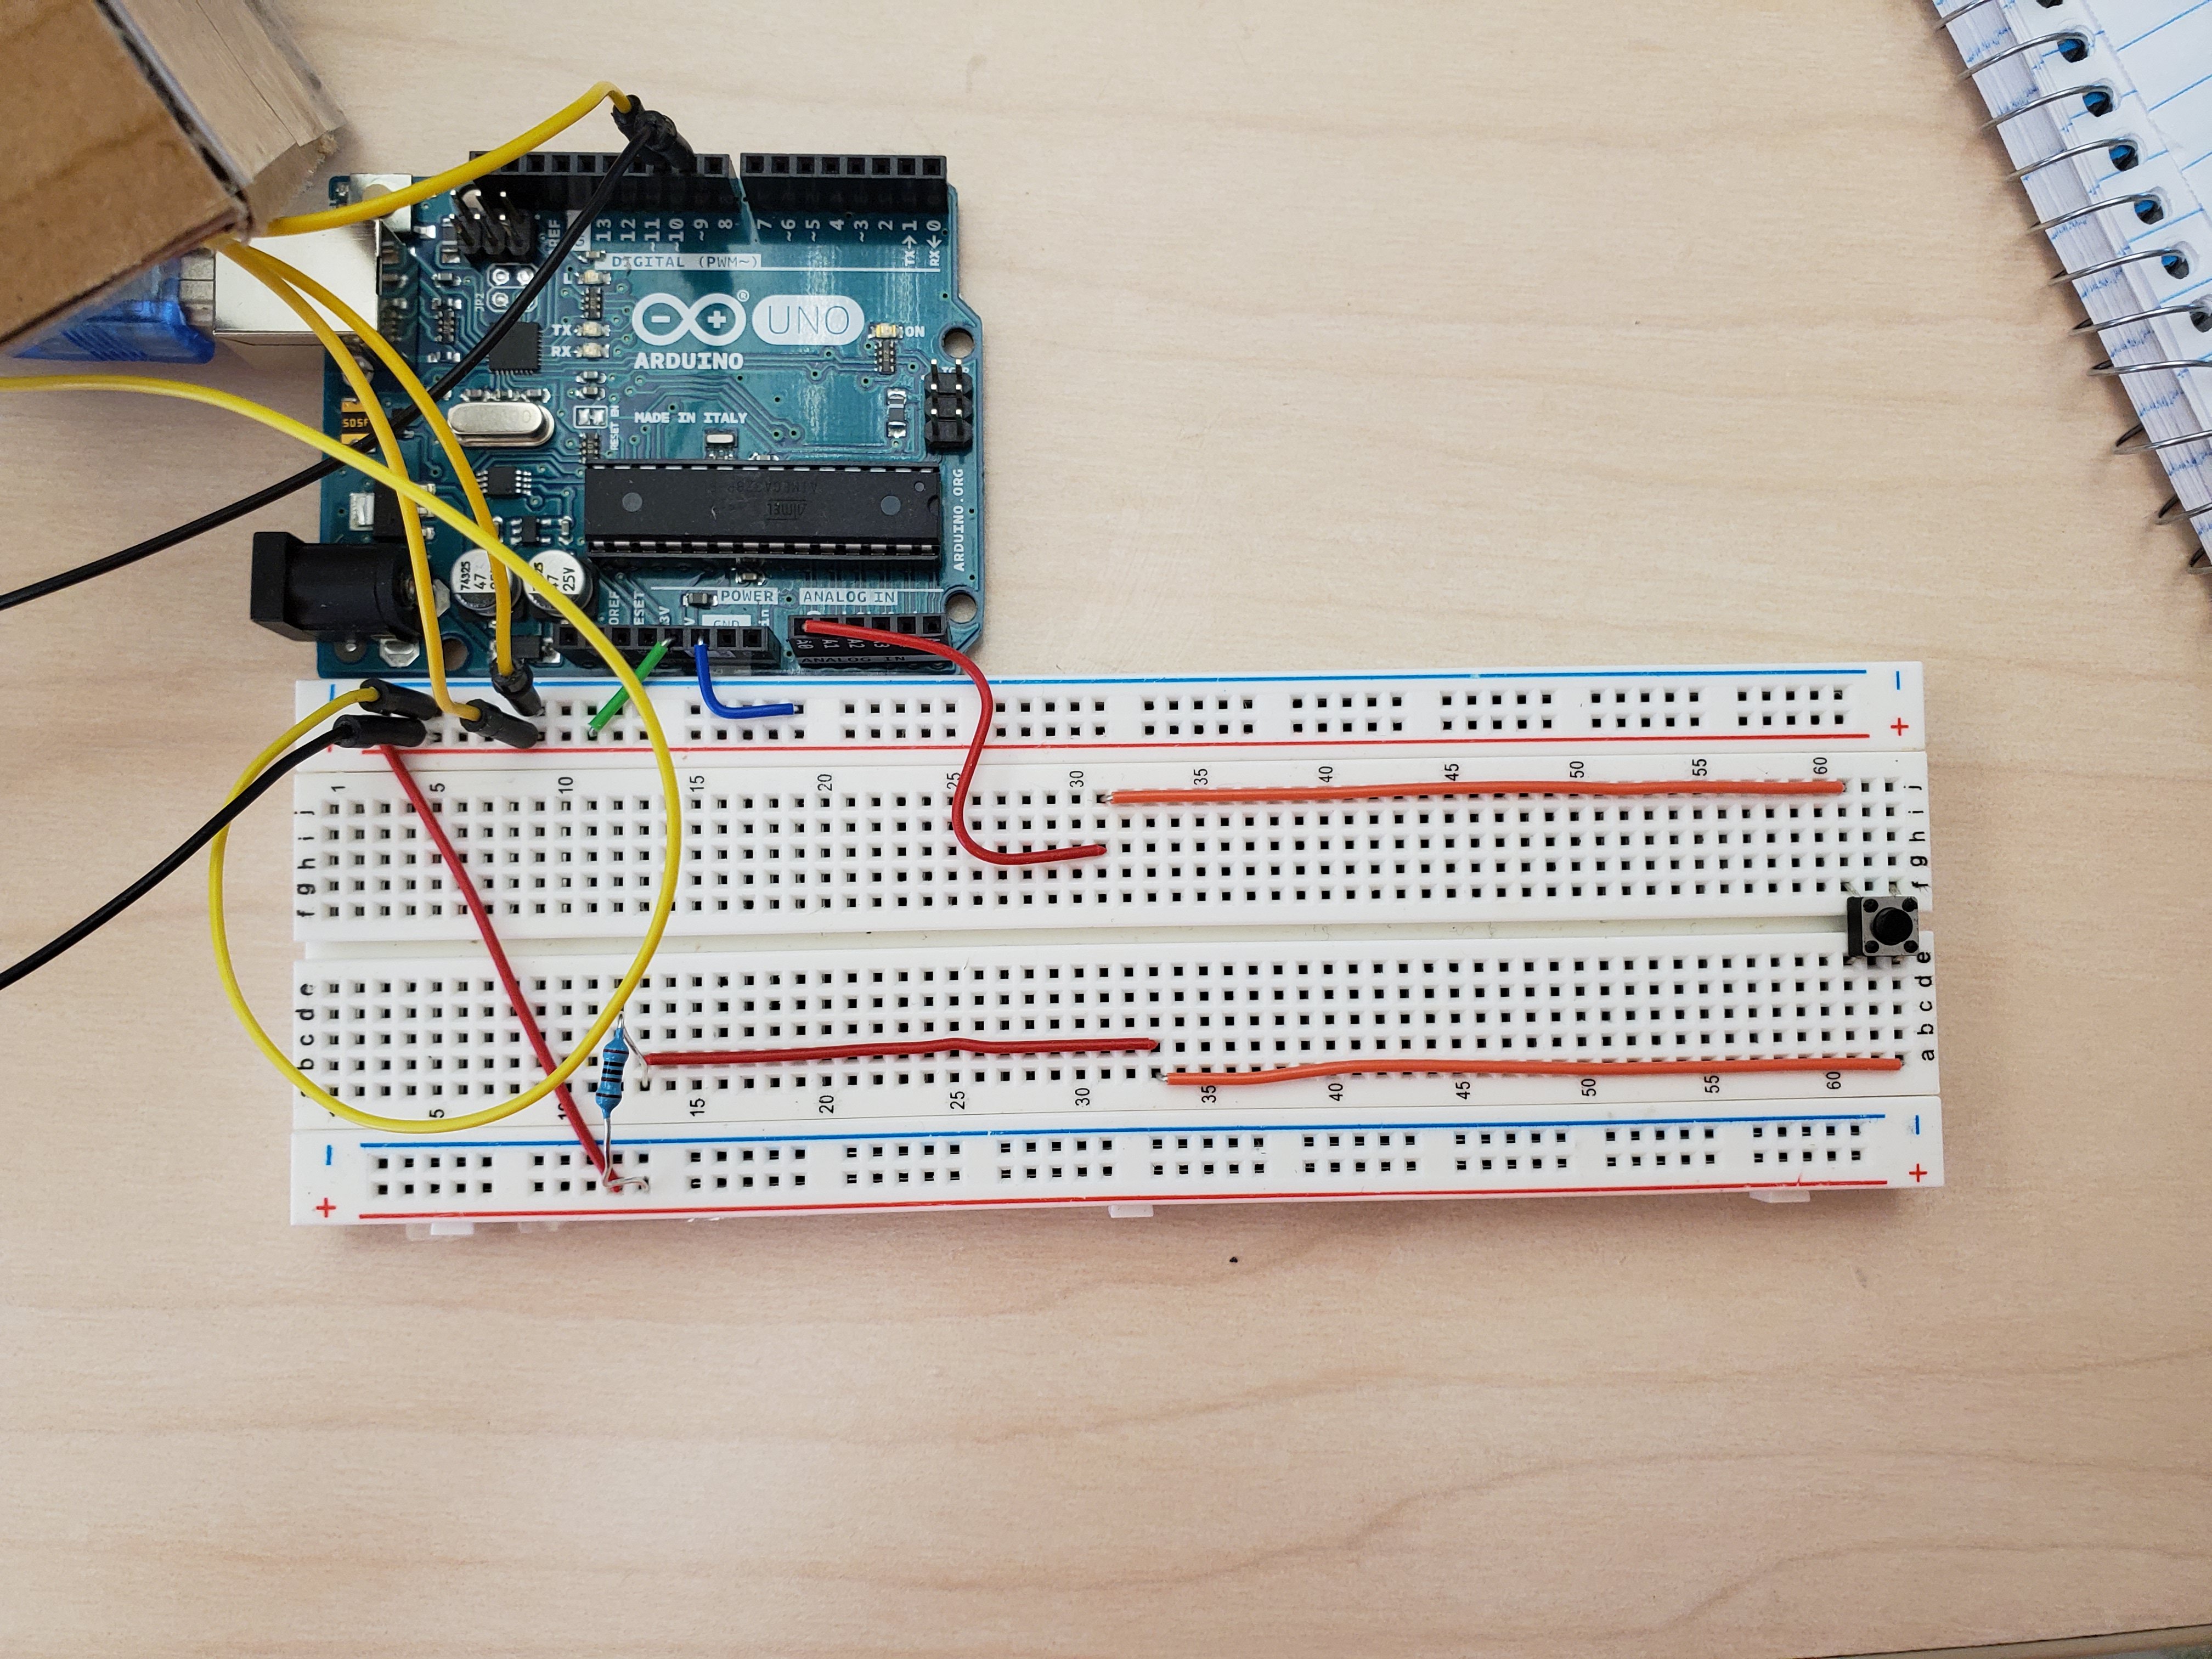 + −
b c d e
f g h i j
1
5 5
10
15 15
20 20
25 25
30 30
35 35
40 40
45 45
50 50
55 55
60 60
+ −
a b c d e
f g h i j
+ −
74325
47
47
25V
JP2
RESET EN
TX
RX
L
MADE IN ITALY
ARDUINO
UNO
DIGITAL (PWM~)
13
12
~11
~10
~9
8
7
~6
~5
4
~3
2
TX→1
RX←0
POWER
GND
ANALOG IN
A1
A2
ON
ARDUINO.ORG